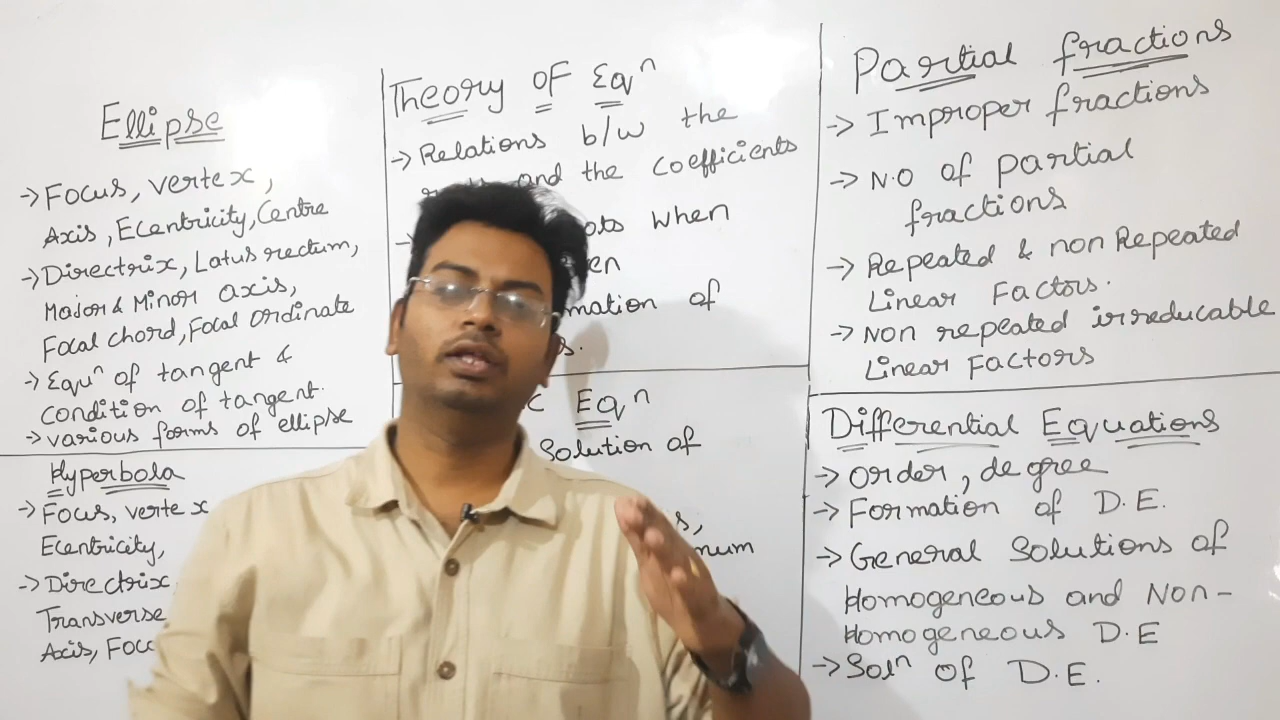 Ellipse
-> Focus, vertex,
Axis, Ecentricity, Centre
-> Directrix, Latus rectum,
Major & Minor axis,
Focal chord, Focal ordinate
-> Equⁿ of tangent &
condition of tangent.
-> various forms of ellipse
Hyperbola
-> Focus, vertex
Ecentricity,
-> Directrix
Transverse
Axis, Foc
Theory of Eqⁿ
-> Relations b/w the
and the coefficients
ots when
en
mation of
s.
c Eqⁿ
Solution of
s,
num
Partial fractions
-> Improper fractions
-> N.O of partial
fractions
-> Repeated & non Repeated
Linear Factors.
-> Non repeated irreducable
Linear Factors
Differential Equations
-> Order, degree
-> Formation of D.E.
-> General Solutions of
Homogeneous and Non-
Homogeneous D.E
-> Solⁿ of D.E.